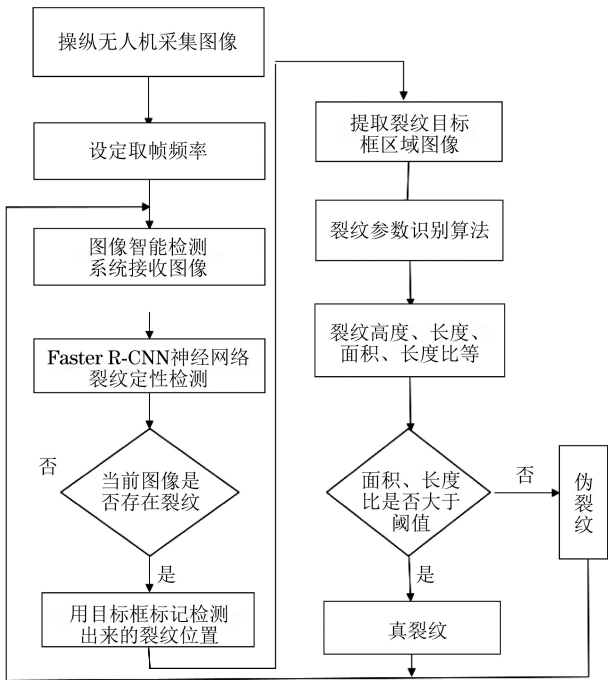 操纵无人机采集图像
设定取帧频率
图像智能检测
系统接收图像
Faster R-CNN神经网络
裂纹定性检测
否
当前图像是
否存在裂纹
是
用目标框标记检测
出来的裂纹位置
提取裂纹目标
框区域图像
裂纹参数识别算法
裂纹高度、长度、
面积、长度比等
面积、长度
比是否大于
阈值
否
伪
裂
纹
是
真裂纹